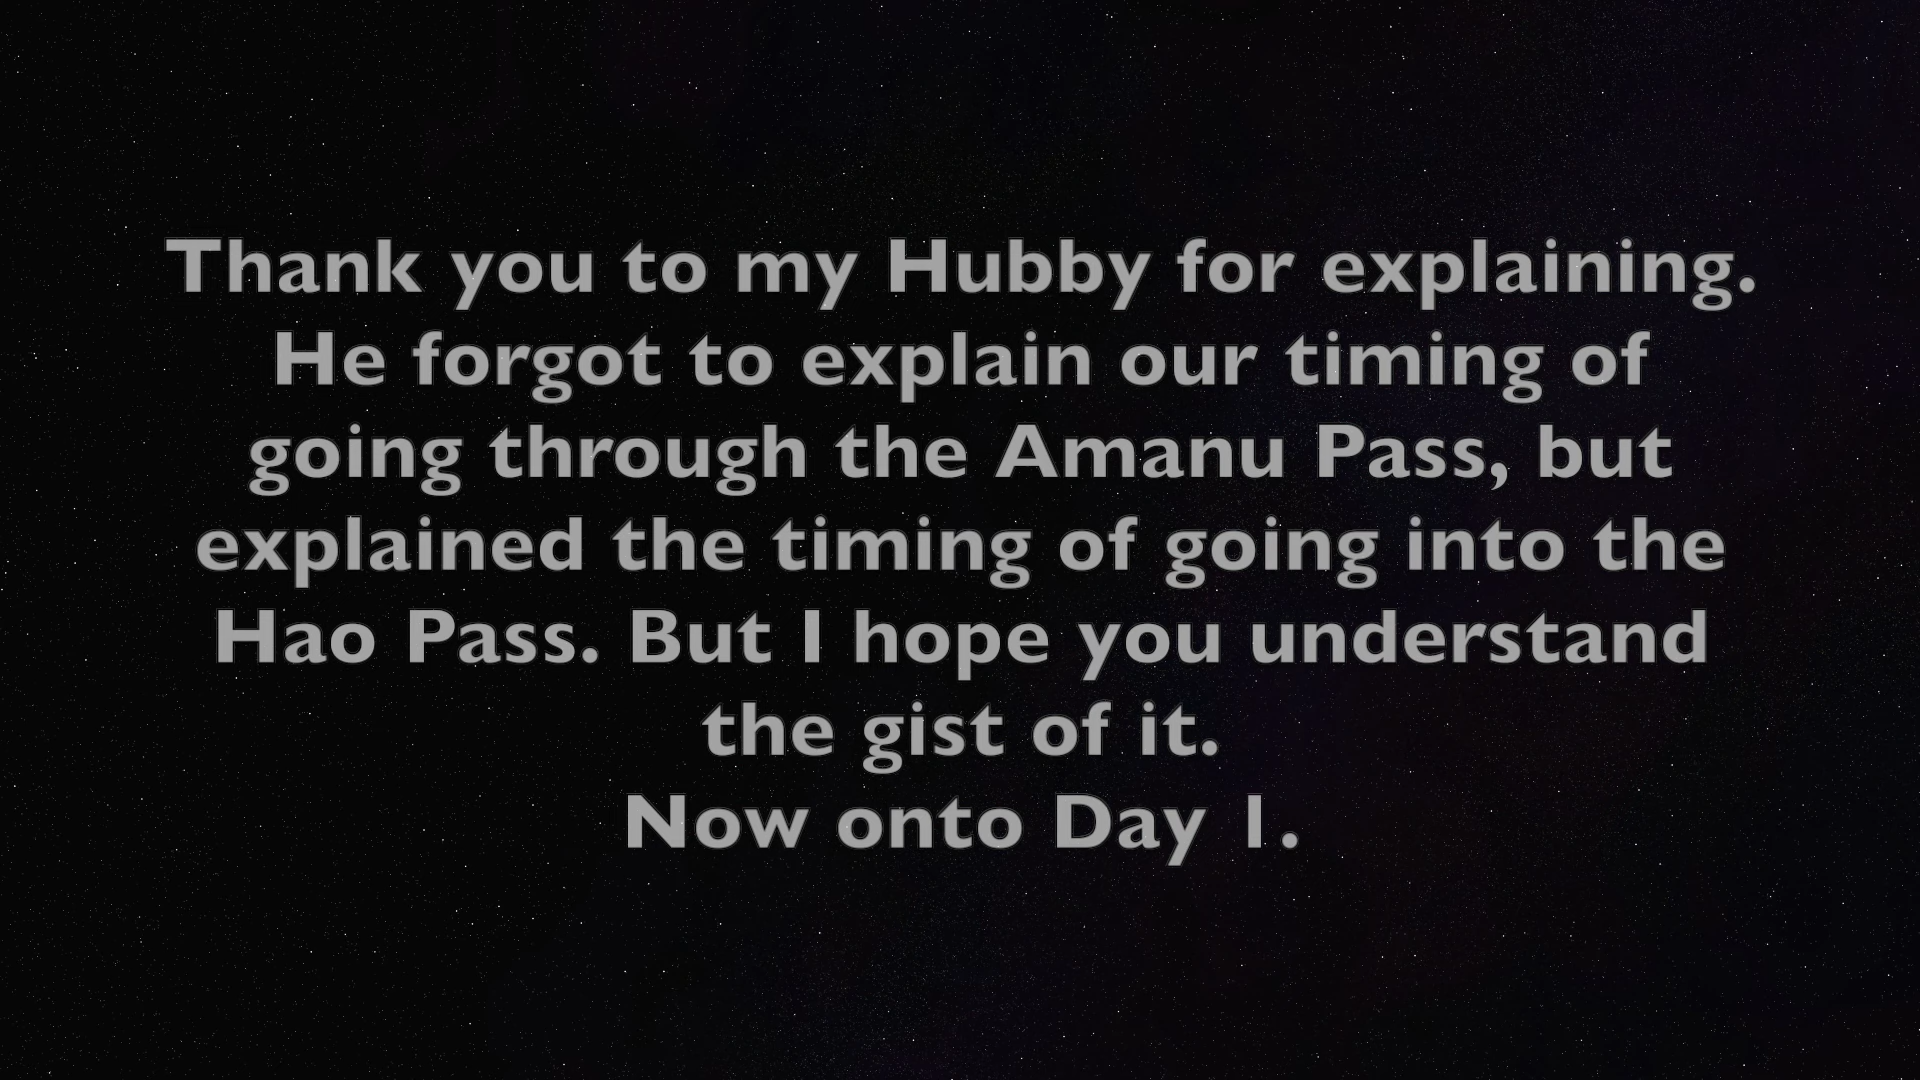 Thank you to my Hubby for explaining.
He forgot to explain our timing of
going through the Amanu Pass, but
explained the timing of going into the
Hao Pass. But I hope you understand
the gist of it.
Now onto Day 1.